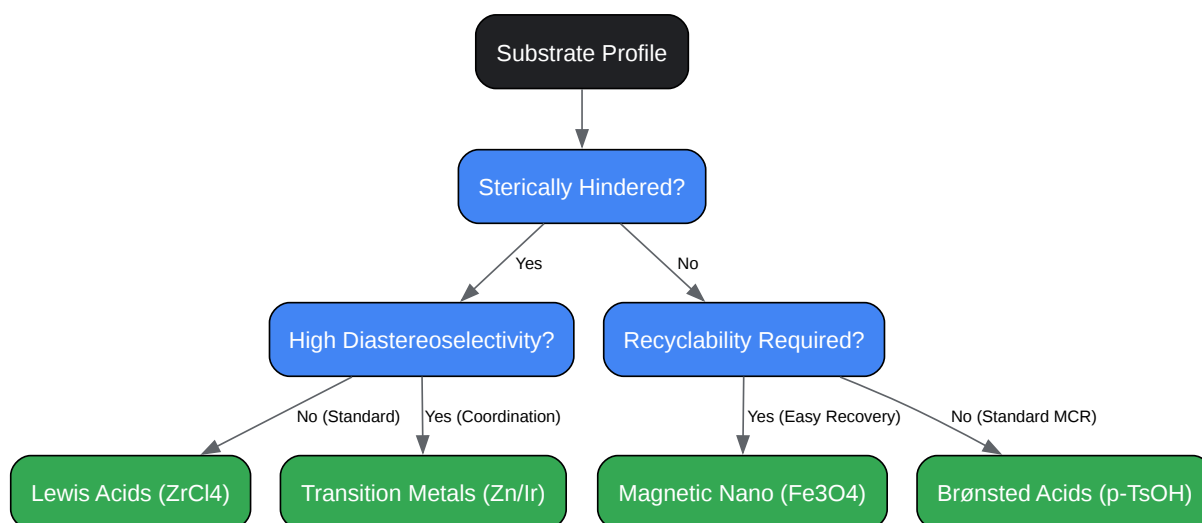 Substrate Profile
Sterically Hindered?
Yes
No
High Diastereoselectivity?
Recyclability Required?
No (Standard)
Yes (Coordination)
Yes (Easy Recovery)
No (Standard MCR)
Lewis Acids (ZrCl4)
Transition Metals (Zn/Ir)
Magnetic Nano (Fe3O4)
Brønsted Acids (p-TsOH)